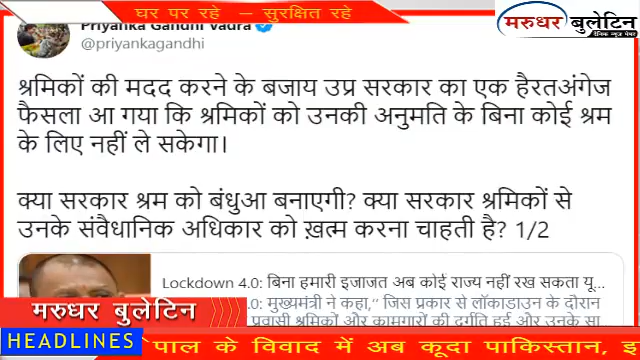 घर पर रहे – सुरक्षित रहे
मरुधर बुलेटिन
दैनिक न्यूज पेपर
Priyanka Gandhi Vadra
@priyankagandhi
श्रमिकों की मदद करने के बजाय उप्र सरकार का एक हैरतअंगेज
फैसला आ गया कि श्रमिकों को उनकी अनुमति के बिना कोई श्रम
के लिए नहीं ले सकेगा।
क्या सरकार श्रम को बंधुआ बनाएगी? क्या सरकार श्रमिकों से
उनके संवैधानिक अधिकार को ख़त्म करना चाहती है? 1/2
Lockdown 4.0: बिना हमारी इजाजत अब कोई राज्य नहीं रख सकता यू...
4.0: मुख्यमंत्री ने कहा,'' जिस प्रकार से लॉकाडाउन के दौरान
प्रवासी श्रमिकों और कामगारों की दुर्गति हुई और उनके सा
मरुधर बुलेटिन
HEADLINES
पाल के विवाद में अब कूदा पाकिस्तान, इ